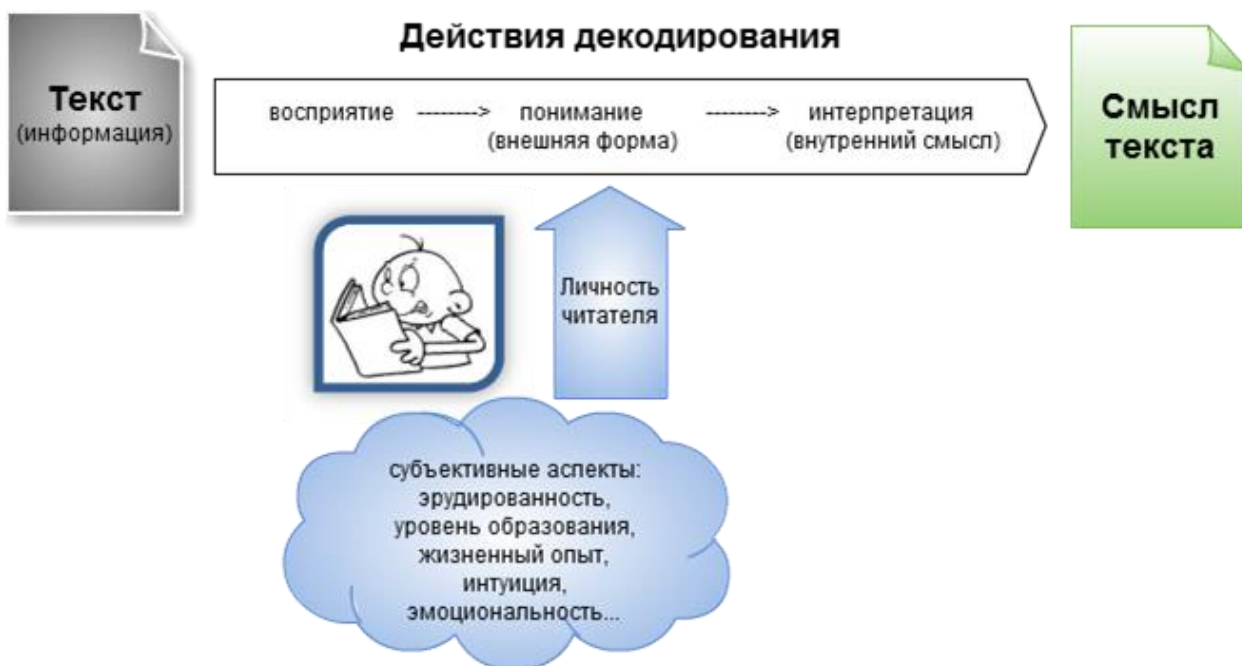 Действия декодирования
Текст
(информация)
восприятие --------> понимание --------> интерпретация
(внешняя форма) (внутренний смысл)
Смысл
текста
Личность
читателя
субъективные аспекты:
эрудированность,
уровень образования,
жизненный опыт,
интуиция,
эмоциональность...